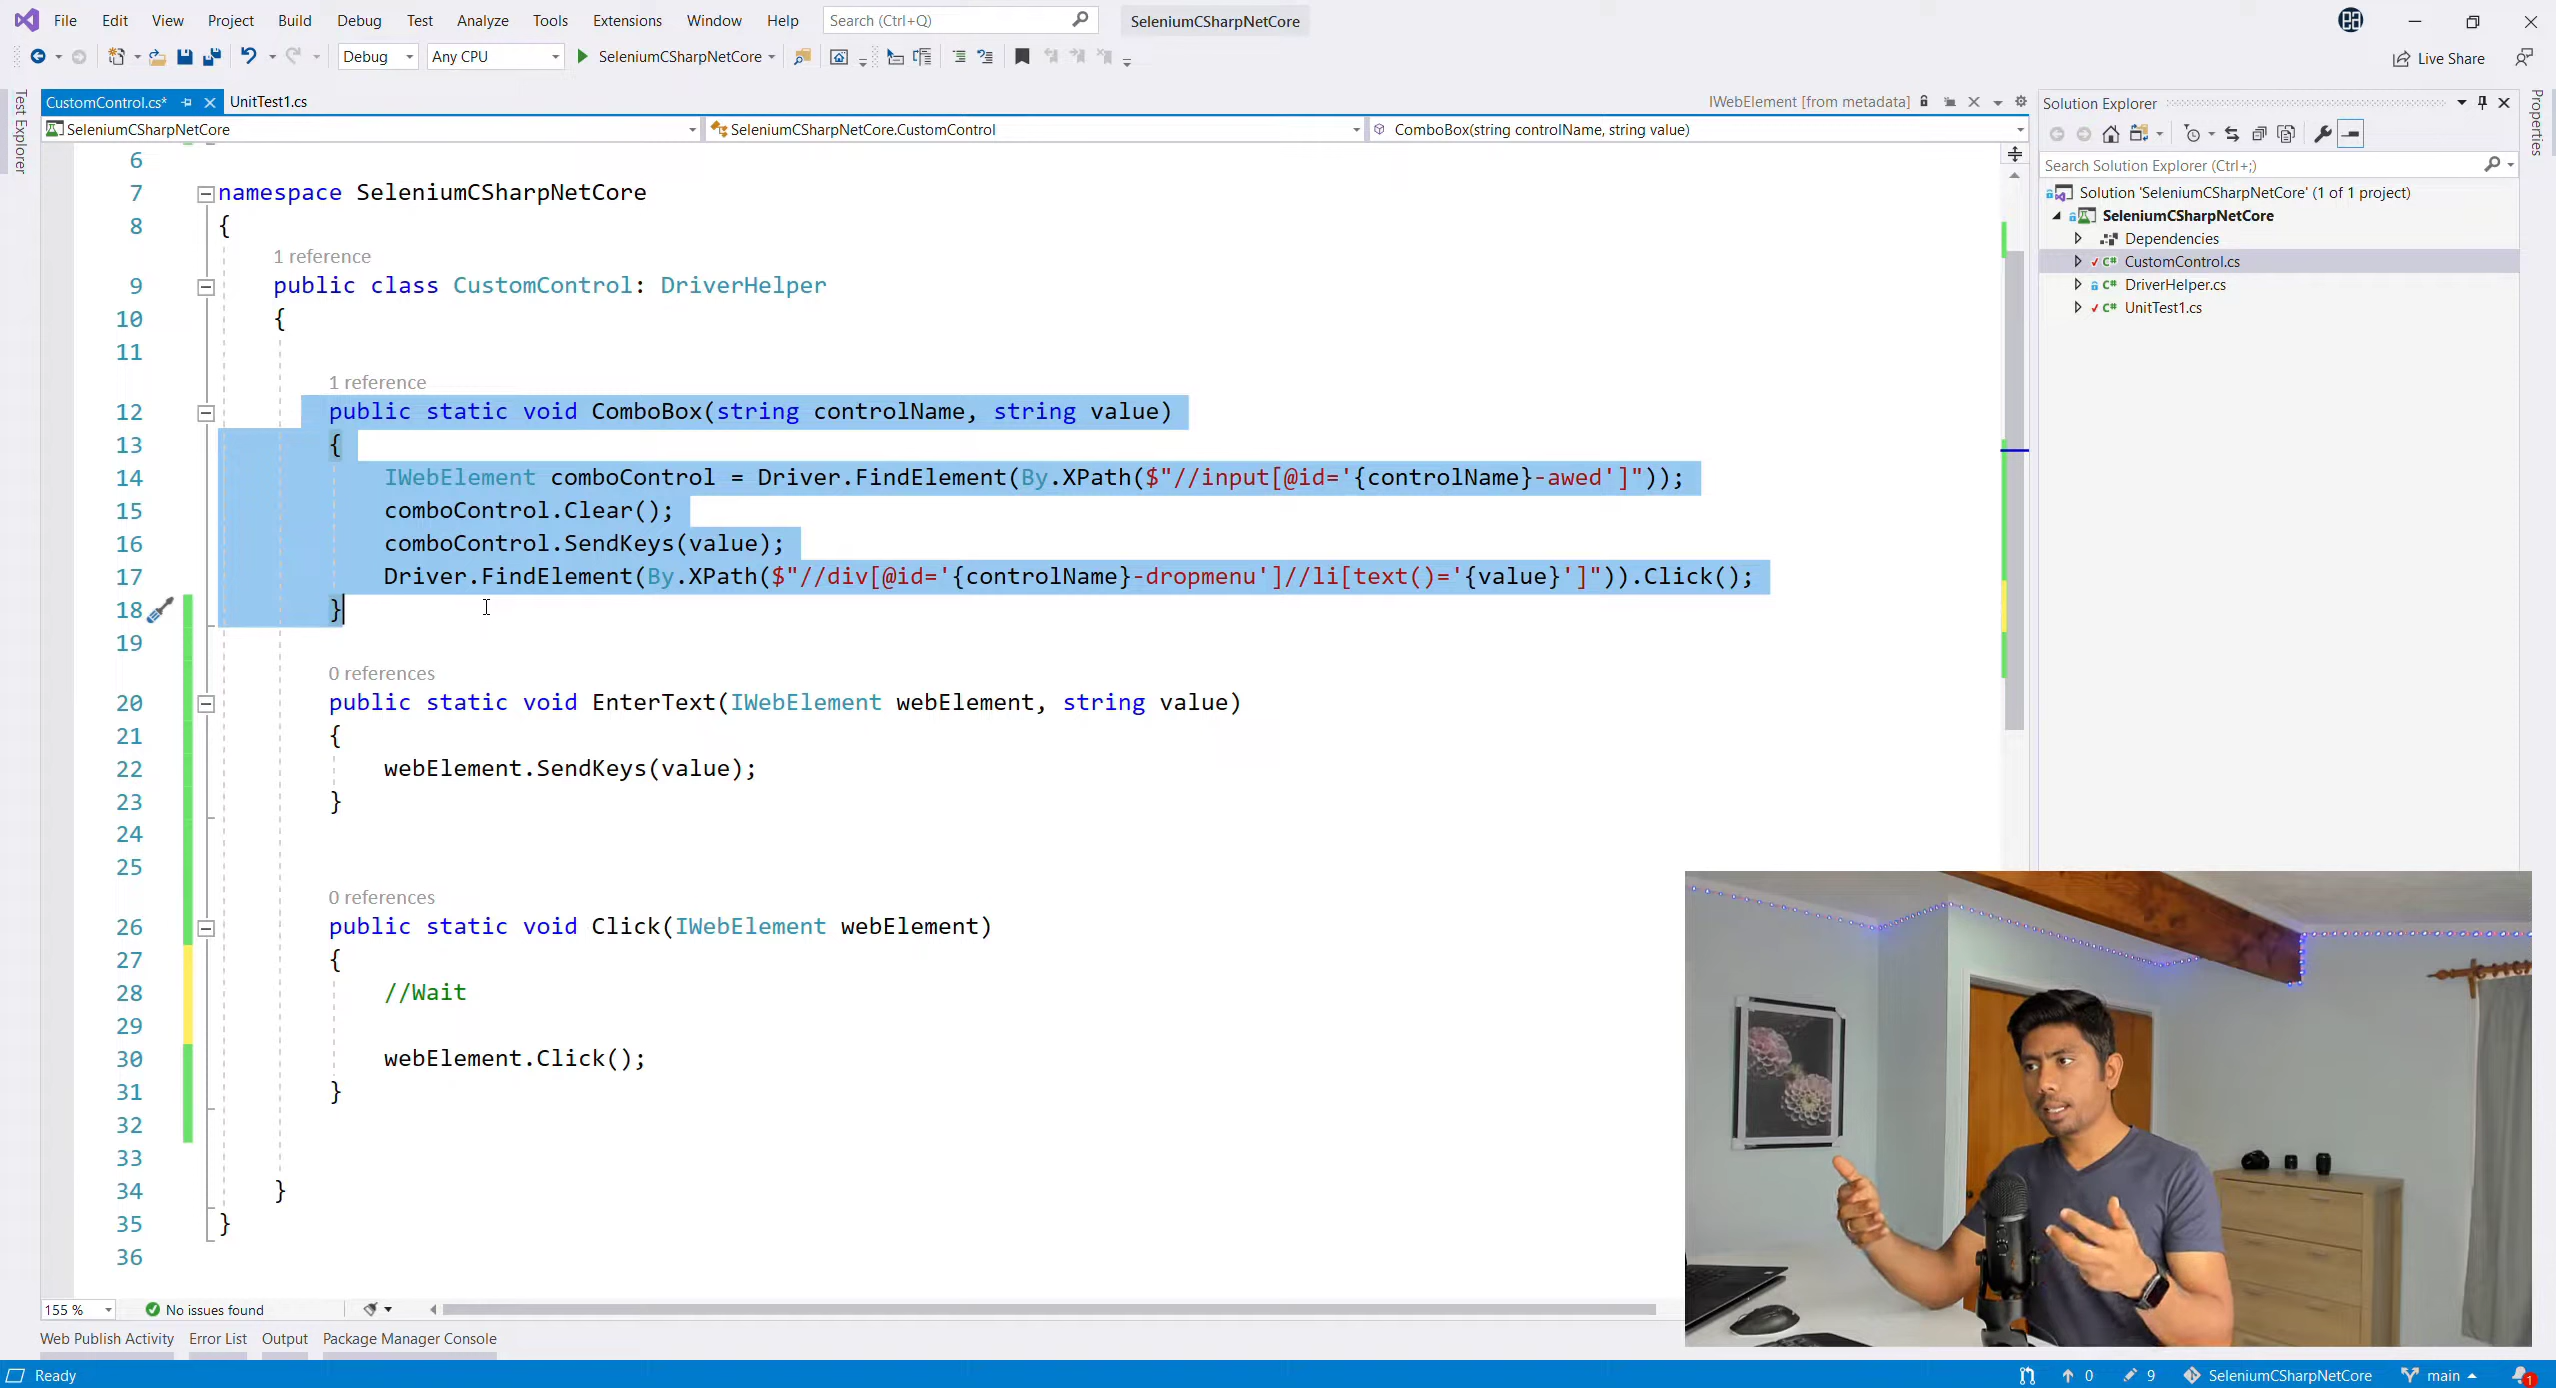 File Edit View Project Build Debug Test Analyze Tools Extensions Window Help Search (Ctrl+Q) SeleniumCSharpNetCore
Debug Any CPU SeleniumCSharpNetCore Live Share
Test Explorer
CustomControl.cs* UnitTest1.cs IWebElement [from metadata]
SeleniumCSharpNetCore SeleniumCSharpNetCore.CustomControl ComboBox(string controlName, string value)
6
7 namespace SeleniumCSharpNetCore
8 {
1 reference
9 public class CustomControl: DriverHelper
10 {
11
1 reference
12 public static void ComboBox(string controlName, string value)
13 {
14 IWebElement comboControl = Driver.FindElement(By.XPath($"//input[@id='{controlName}-awed']"));
15 comboControl.Clear();
16 comboControl.SendKeys(value);
17 Driver.FindElement(By.XPath($"//div[@id='{controlName}-dropmenu']//li[text()='{value}']")).Click();
18 }
19
0 references
20 public static void EnterText(IWebElement webElement, string value)
21 {
22 webElement.SendKeys(value);
23 }
24
25
0 references
26 public static void Click(IWebElement webElement)
27 {
28 //Wait
29
30 webElement.Click();
31 }
32
33
34 }
35 }
36
155 % No issues found
Web Publish Activity Error List Output Package Manager Console
Ready 0 9 SeleniumCSharpNetCore main 1
Solution Explorer
Search Solution Explorer (Ctrl+;)
Solution 'SeleniumCSharpNetCore' (1 of 1 project)
SeleniumCSharpNetCore
Dependencies
C# CustomControl.cs
C# DriverHelper.cs
C# UnitTest1.cs
Properties